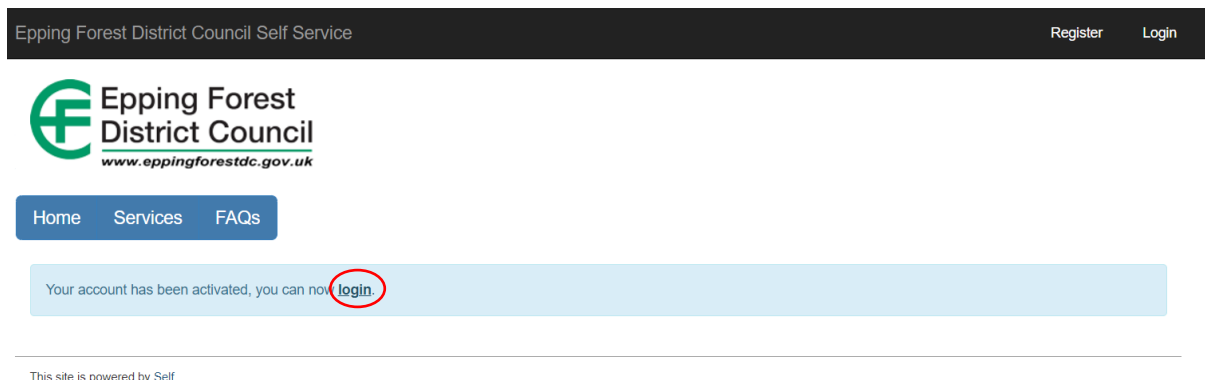 Epping Forest District Council Self Service Register Login
Epping Forest
District Council
www.eppingforestdc.gov.uk
Home Services FAQs
Your account has been activated, you can now login.
This site is powered by Self